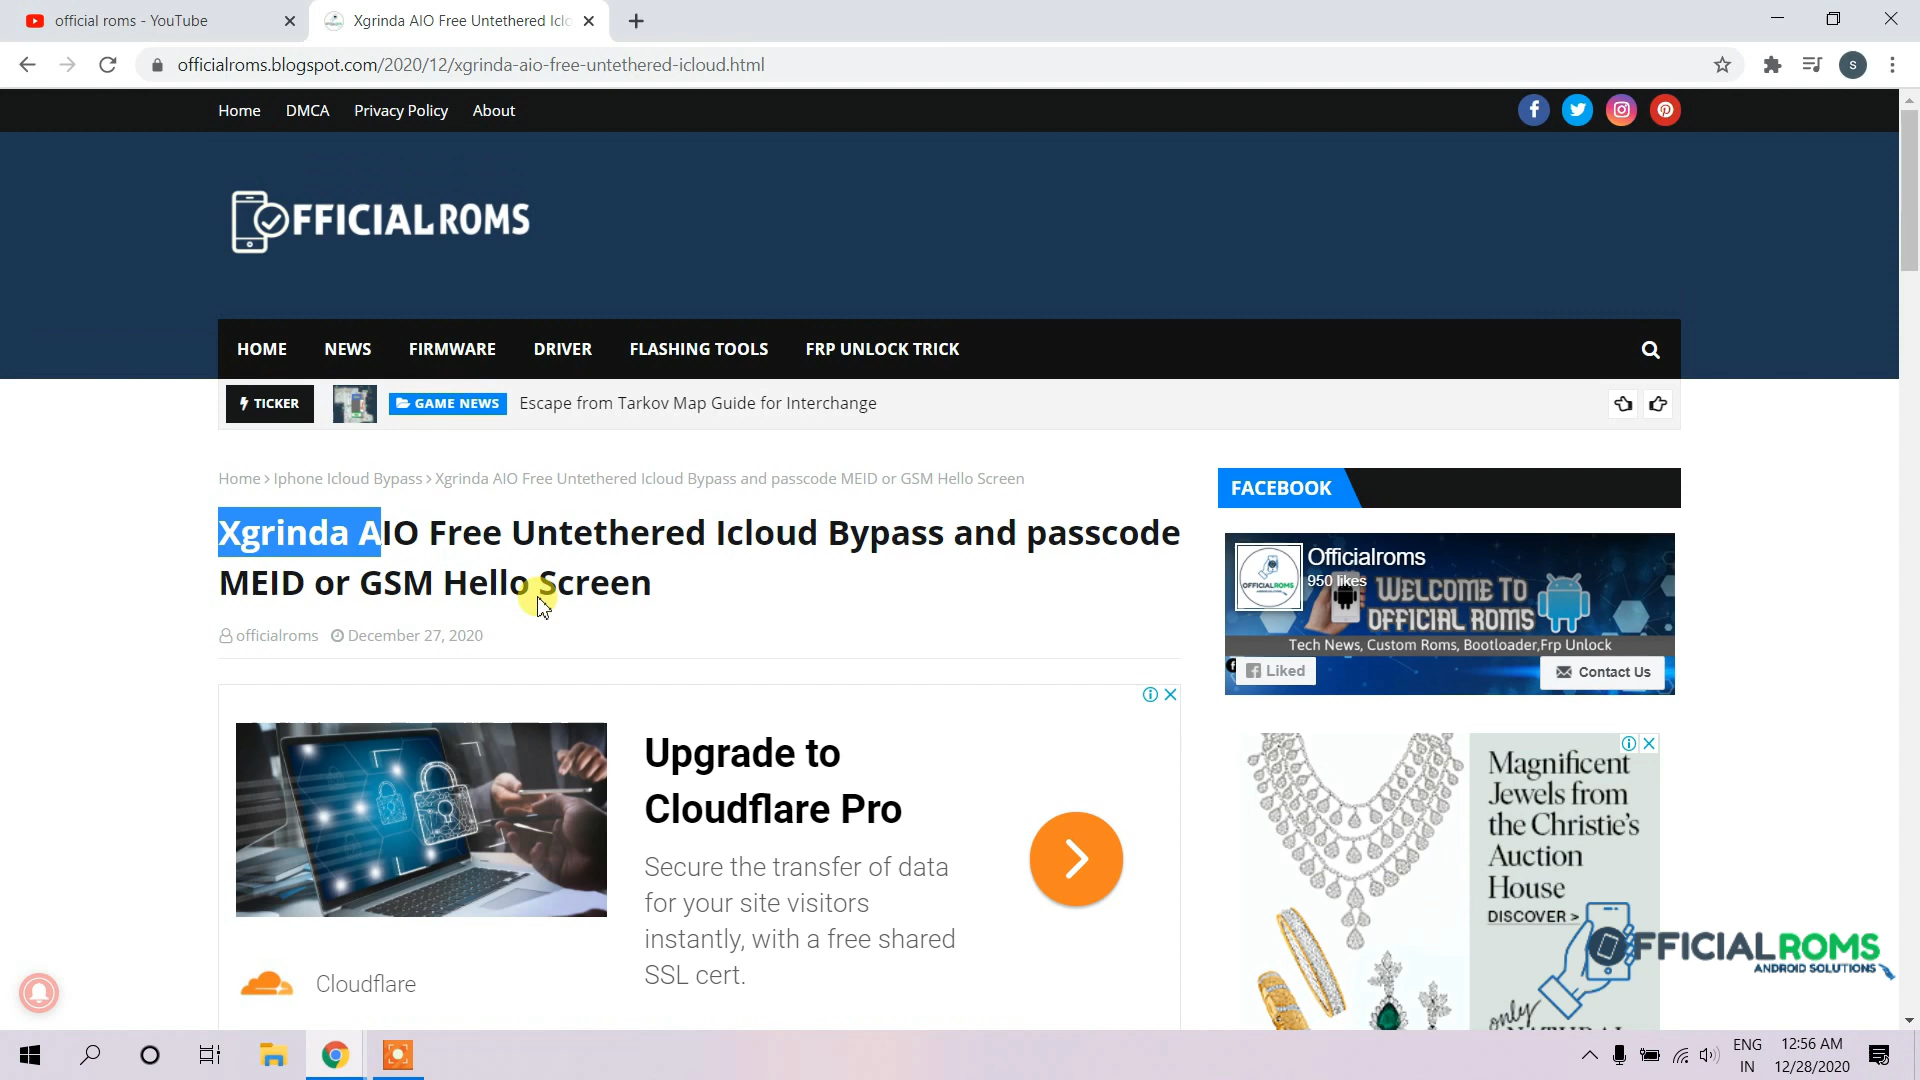 official roms - YouTube
Xgrinda AIO Free Untethered Iclo
officialroms.blogspot.com/2020/12/xgrinda-aio-free-untethered-icloud.html
S
Home DMCA Privacy Policy About
OFFICIALROMS
HOME NEWS FIRMWARE DRIVER FLASHING TOOLS FRP UNLOCK TRICK
TICKER GAME NEWS Escape from Tarkov Map Guide for Interchange
Home > Iphone Icloud Bypass > Xgrinda AIO Free Untethered Icloud Bypass and passcode MEID or GSM Hello Screen
Xgrinda AIO Free Untethered Icloud Bypass and passcode
MEID or GSM Hello Screen
officialroms December 27, 2020
FACEBOOK
OFFICIALROMS
Officialroms
950 likes
WELCOME TO
OFFICIAL ROMS
Tech News, Custom Roms, Bootloader,Frp Unlock
Liked
Contact Us
Upgrade to
Cloudflare Pro
Secure the transfer of data
for your site visitors
instantly, with a free shared
SSL cert.
Cloudflare
Magnificent
Jewels from
the Christie's
Auction
House
DISCOVER >
only
OFFICIALROMS
ANDROID SOLUTIONS
ENG
IN
12:56 AM
12/28/2020